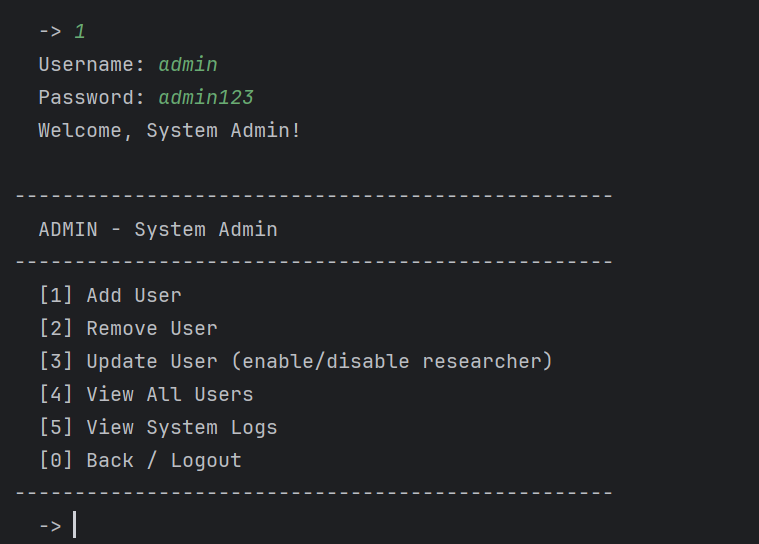 -> 1
Username: admin
Password: admin123
Welcome, System Admin!
--------------------------------------------------
ADMIN - System Admin
--------------------------------------------------
[1] Add User
[2] Remove User
[3] Update User (enable/disable researcher)
[4] View All Users
[5] View System Logs
[0] Back / Logout
--------------------------------------------------
->